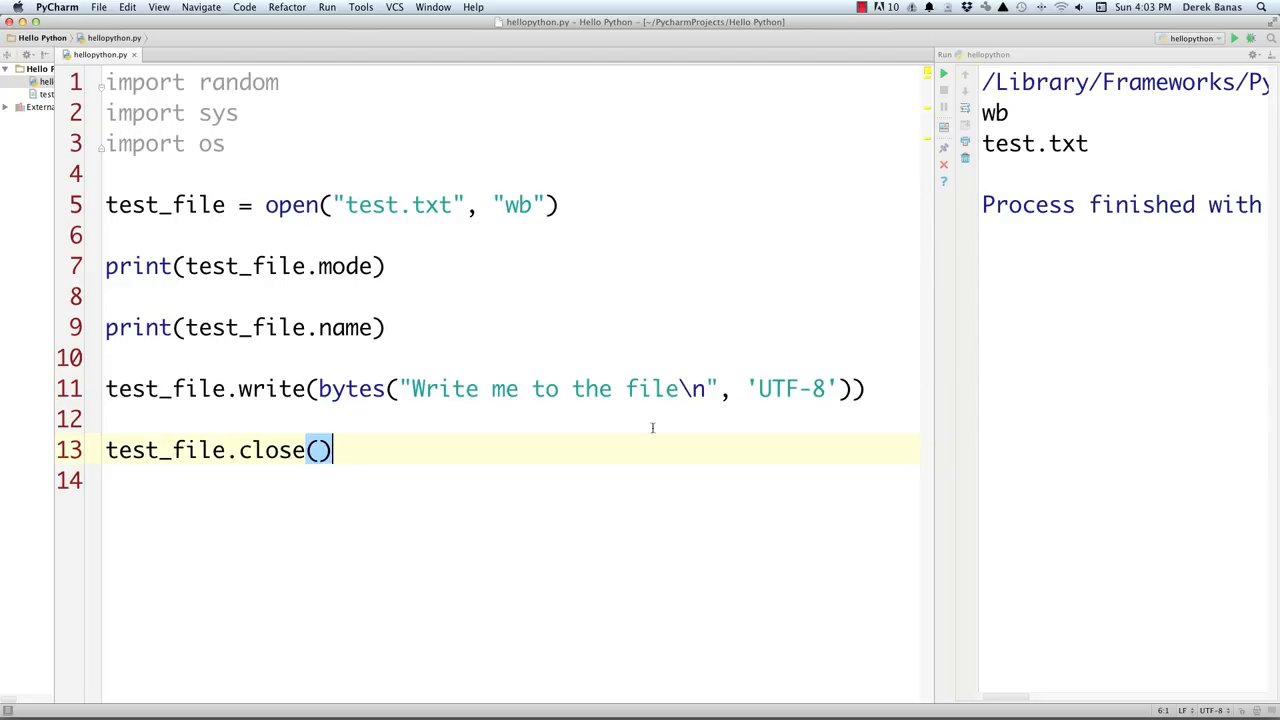 PyCharm File Edit View Navigate Code Refactor Run Tools VCS Window Help 10 Sun 4:03 PM Derek Banas
hellopython.py - Hello Python - [~/PycharmProjects/Hello Python]
Hello Python hellopython.py hellopython
hellopython.py Run hellopython
Hello P
hell
test
Extern
1 import random
2 import sys
3 import os
4
5 test_file = open("test.txt", "wb")
6
7 print(test_file.mode)
8
9 print(test_file.name)
10
11 test_file.write(bytes("Write me to the file\n", 'UTF-8'))
12
13 test_file.close()
14
/Library/Frameworks/Py
wb
test.txt
Process finished with
6:1 LF UTF-8